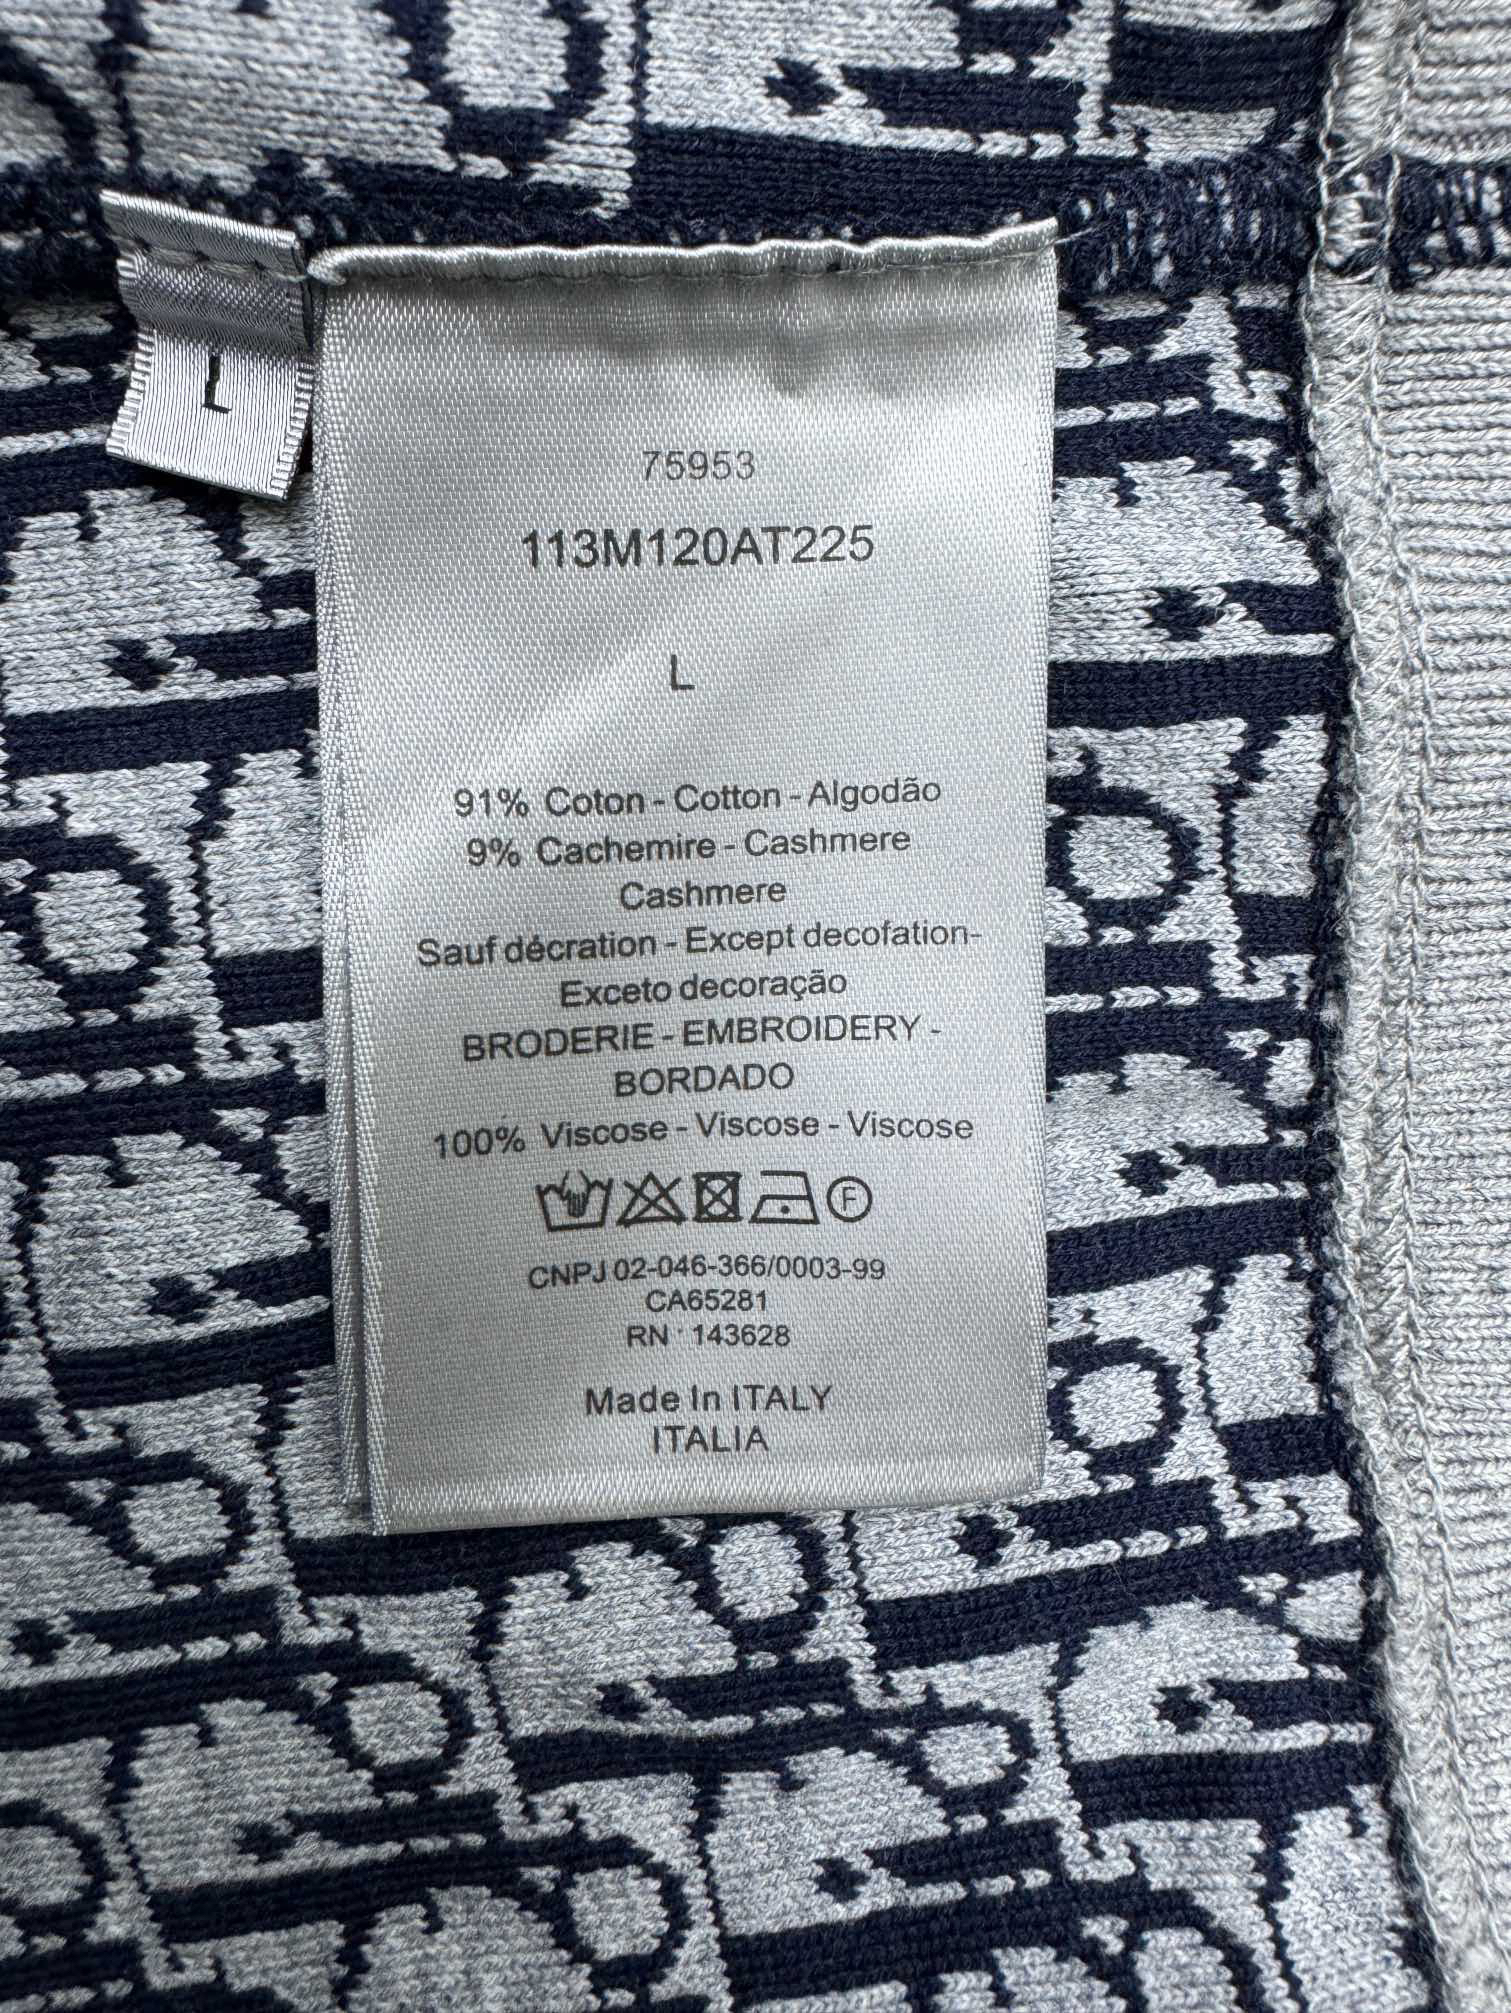 L
75953
113M120AT225
L
91% Coton - Cotton - Algodão
9% Cachemire - Cashmere
Cashmere
Sauf décration - Except decofation-
Exceto decoração
BRODERIE - EMBROIDERY -
BORDADO
100% Viscose - Viscose - Viscose
F
CNPJ 02-046-366/0003-99
CA65281
RN : 143628
Made In ITALY
ITALIA